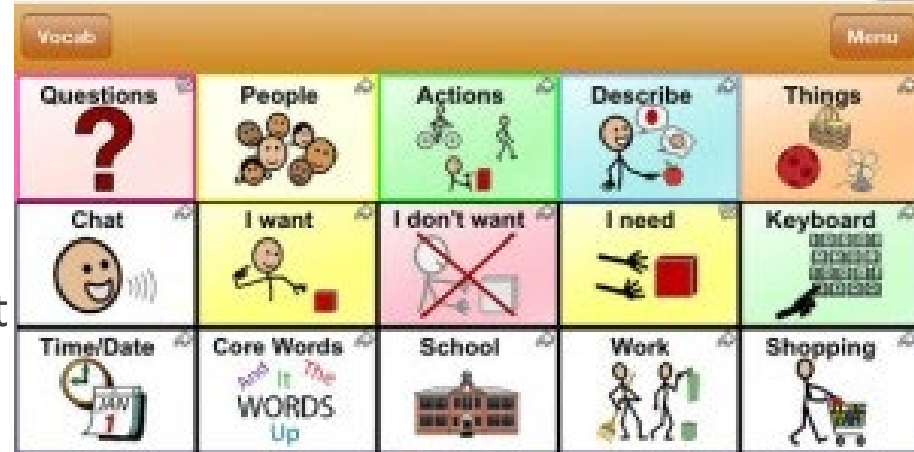 Vocab Menu
Questions People Actions Describe Things
Chat I want I don't want I need Keyboard
t
Time/Date Core Words School Work Shopping
JAN
1
And It The
WORDS
Up